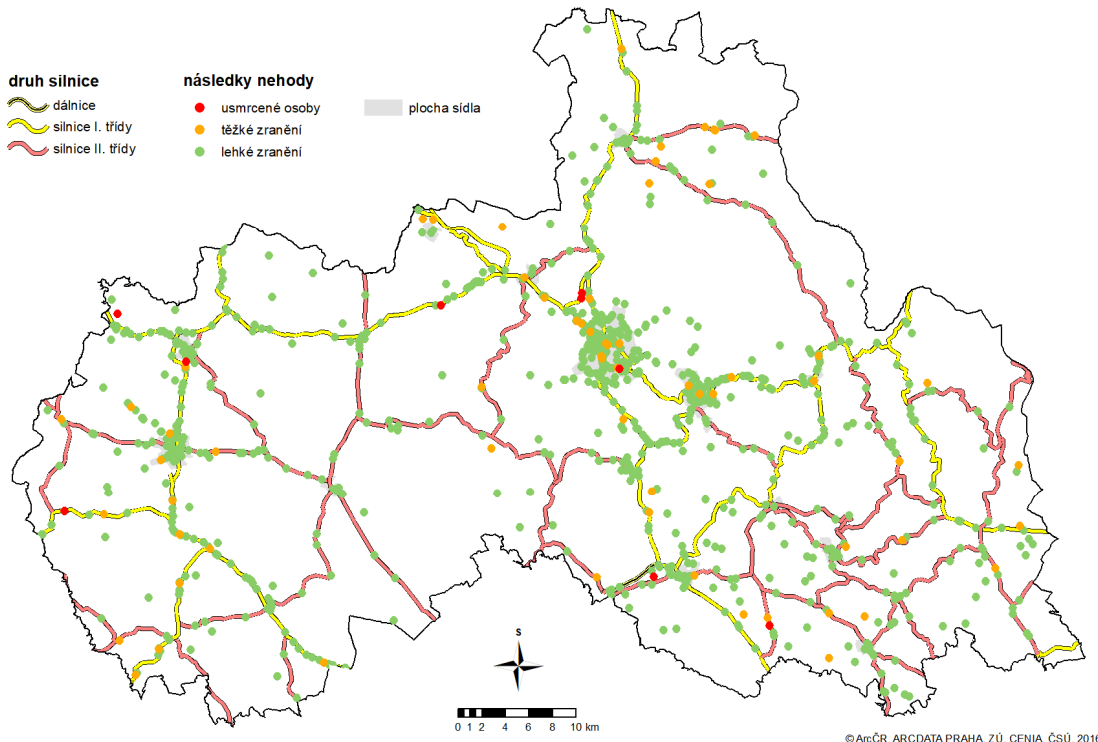 druh silnice
dálnice
silnice I. třídy
silnice II. třídy
následky nehody
usmrcené osoby
těžké zranění
lehké zranění
plocha sídla
S
0 1 2 4 6 8 10 km
© ArcČR, ARCDATA PRAHA, ZÚ, CENIA, ČSÚ, 2016